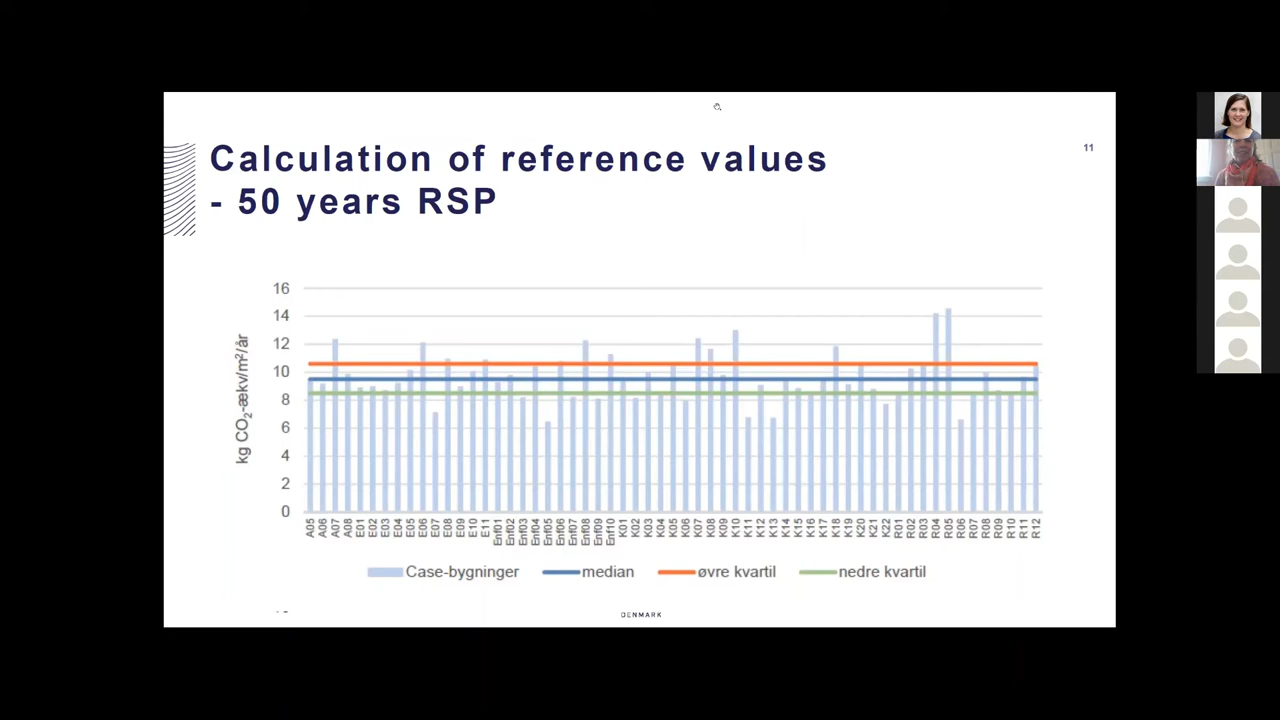 Calculation of reference values
- 50 years RSP
11
16
14
12
10
8
6
4
2
0
kg CO2-ækv/m²/år
A05 A06 A07 A08 E01 E02 E03 E04 E05 E06 E07 E08 E09 E10 E11 Enf01 Enf02 Enf03 Enf04 Enf05 Enf06 Enf07 Enf08 Enf09 Enf10 K01 K02 K03 K04 K05 K06 K07 K08 K09 K10 K11 K12 K13 K14 K15 K16 K17 K18 K19 K20 K21 K22 R01 R02 R03 R04 R05 R06 R07 R08 R09 R10 R11 R12
Case-bygninger median øvre kvartil nedre kvartil
DENMARK